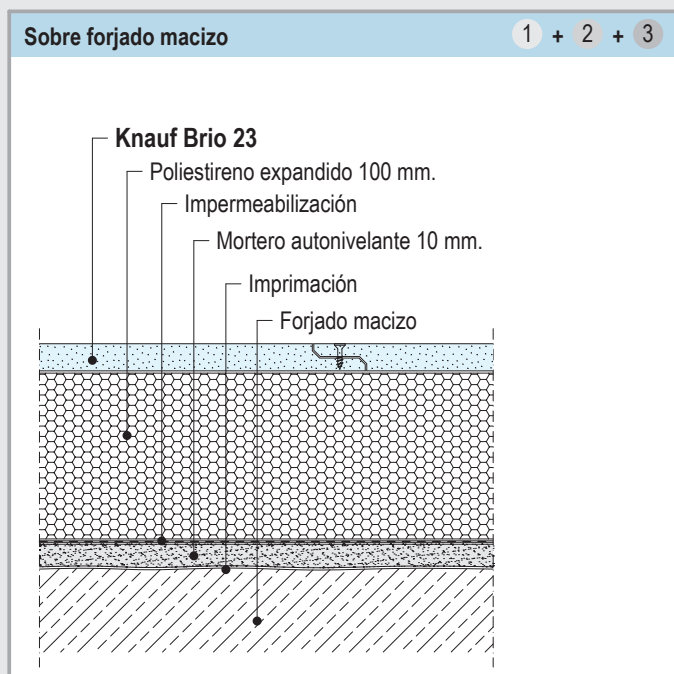 Sobre forjado macizo 1 + 2 + 3
Knauf Brio 23
Poliestireno expandido 100 mm.
Impermeabilización
Mortero autonivelante 10 mm.
Imprimación
Forjado macizo